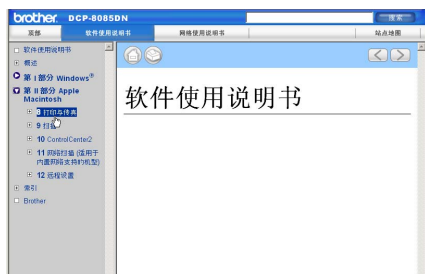 brother. DCP-8085DN
搜索
顶部
软件使用说明书
网络使用说明书
站点地图
软件使用说明书
概述
第 I 部分 Windows®
第 II 部分 Apple
Macintosh
8 打印与传真
9 扫描
10 ControlCenter2
11 网络扫描 (适用于
内置网络支持的机型)
12 远程设置
索引
Brother
软件使用说明书